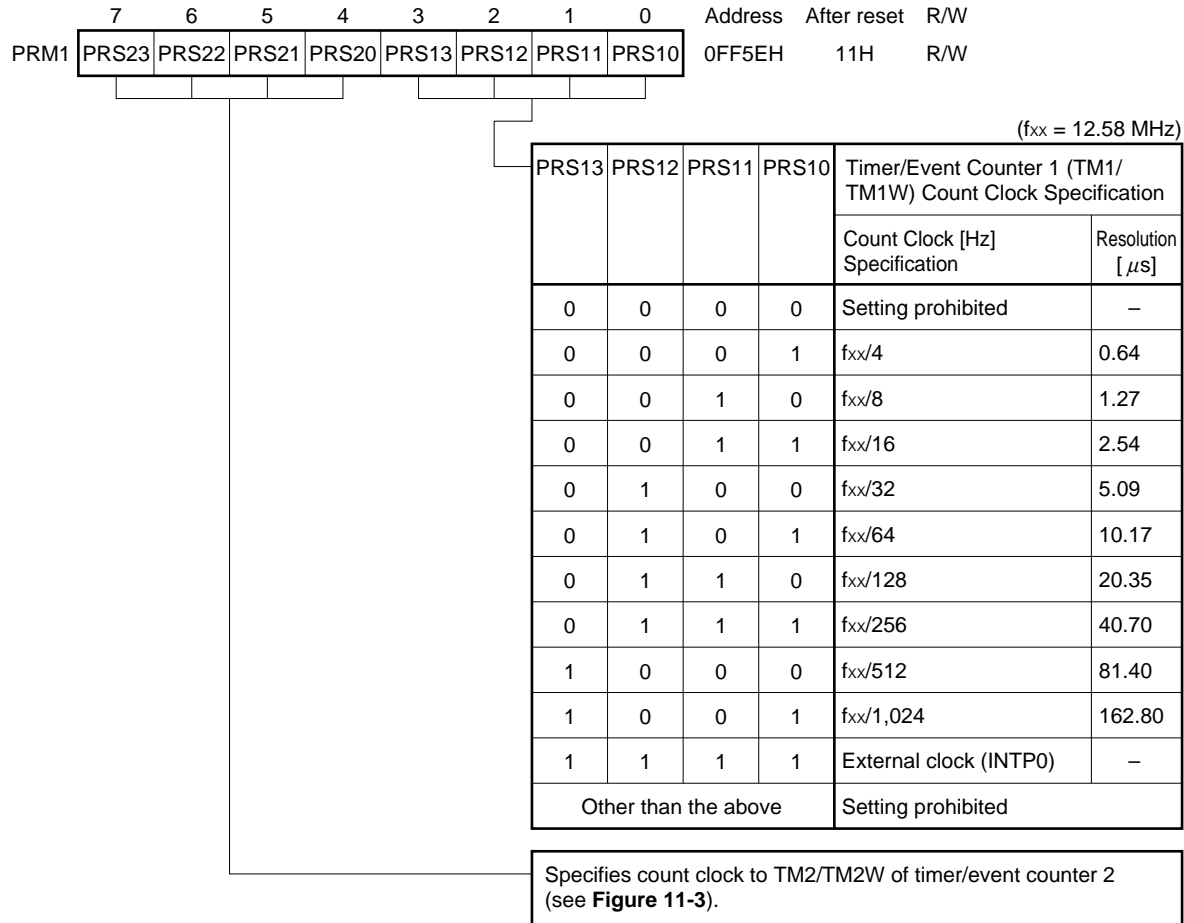 7 6 5 4 3 2 1 0 Address After reset R/W
PRM1 PRS23 PRS22 PRS21 PRS20 PRS13 PRS12 PRS11 PRS10 0FF5EH 11H R/W
(fxx = 12.58 MHz)
PRS13 PRS12 PRS11 PRS10 Timer/Event Counter 1 (TM1/
TM1W) Count Clock Specification
Count Clock [Hz] Resolution
Specification [μs]
0 0 0 0 Setting prohibited –
0 0 0 1 fxx/4 0.64
0 0 1 0 fxx/8 1.27
0 0 1 1 fxx/16 2.54
0 1 0 0 fxx/32 5.09
0 1 0 1 fxx/64 10.17
0 1 1 0 fxx/128 20.35
0 1 1 1 fxx/256 40.70
1 0 0 0 fxx/512 81.40
1 0 0 1 fxx/1,024 162.80
1 1 1 1 External clock (INTP0) –
Other than the above Setting prohibited
Specifies count clock to TM2/TM2W of timer/event counter 2
(see Figure 11-3).